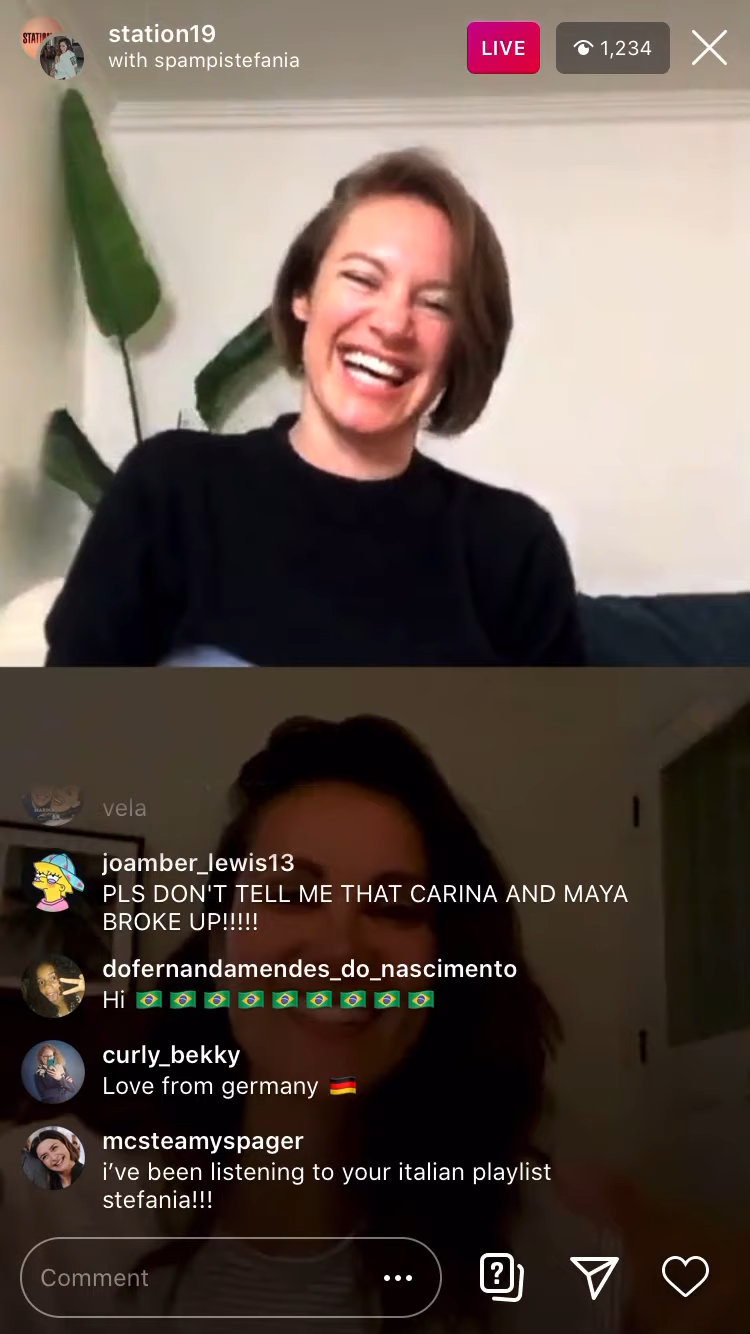 STATI
station19
with spampistefania
LIVE
1,234
vela
joamber_lewis13
PLS DON'T TELL ME THAT CARINA AND MAYA
BROKE UP!!!!!
dofernandamendes_do_nascimento
Hi 🇧🇷 🇧🇷 🇧🇷 🇧🇷 🇧🇷 🇧🇷 🇧🇷 🇧🇷 🇧🇷
curly_bekky
Love from germany 🇩🇪
mcsteamyspager
i’ve been listening to your italian playlist
stefania!!!
Comment